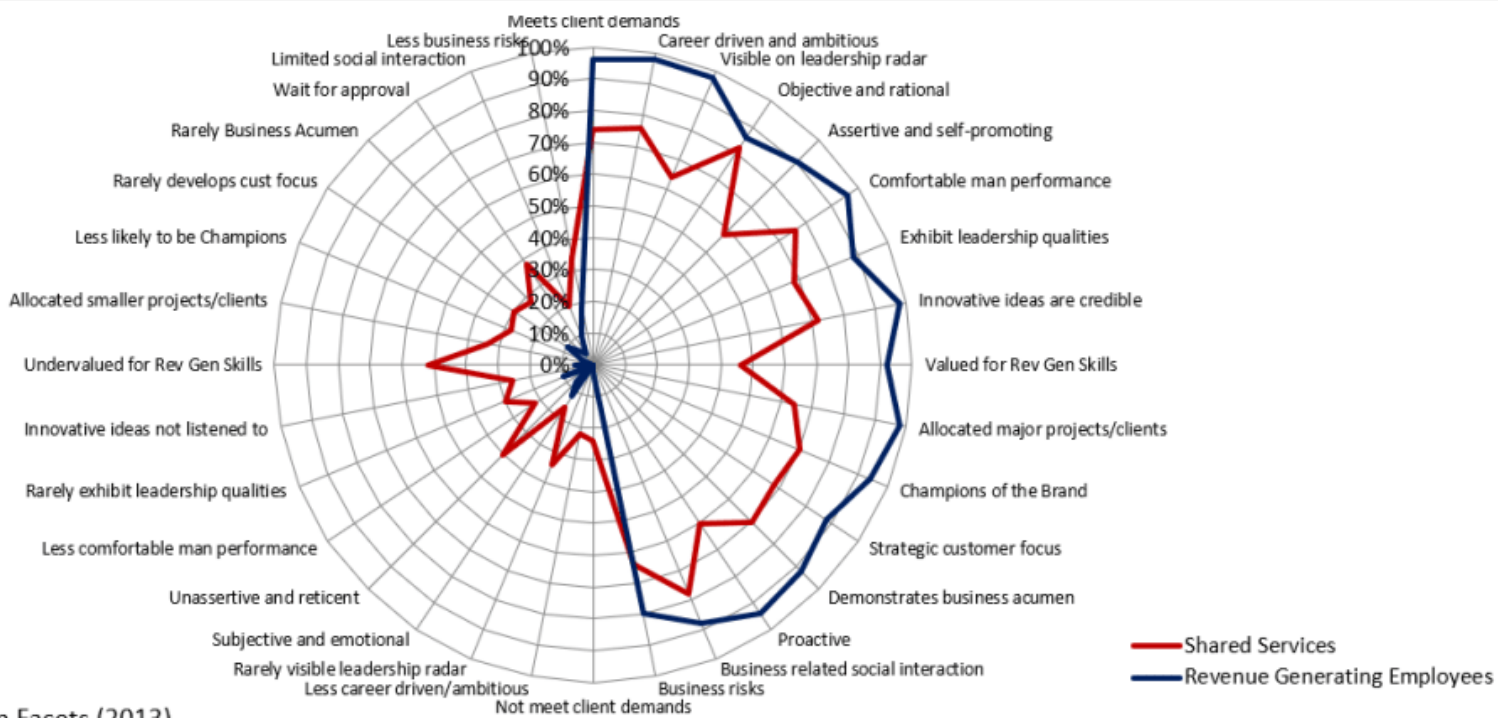 Meets client demands
Career driven and ambitious
Visible on leadership radar
Objective and rational
Assertive and self-promoting
Comfortable man performance
Exhibit leadership qualities
Innovative ideas are credible
Valued for Rev Gen Skills
Allocated major projects/clients
Champions of the Brand
Strategic customer focus
Demonstrates business acumen
Proactive
Business related social interaction
Business risks
Not meet client demands
Less career driven/ambitious
Rarely visible leadership radar
Subjective and emotional
Unassertive and reticent
Less comfortable man performance
Rarely exhibit leadership qualities
Innovative ideas not listened to
Undervalued for Rev Gen Skills
Allocated smaller projects/clients
Less likely to be Champions
Rarely develops cust focus
Rarely Business Acumen
Wait for approval
Limited social interaction
Less business risks
100%
90%
80%
70%
60%
50%
40%
30%
20%
10%
0%
Shared Services
Revenue Generating Employees
Facets (2013)